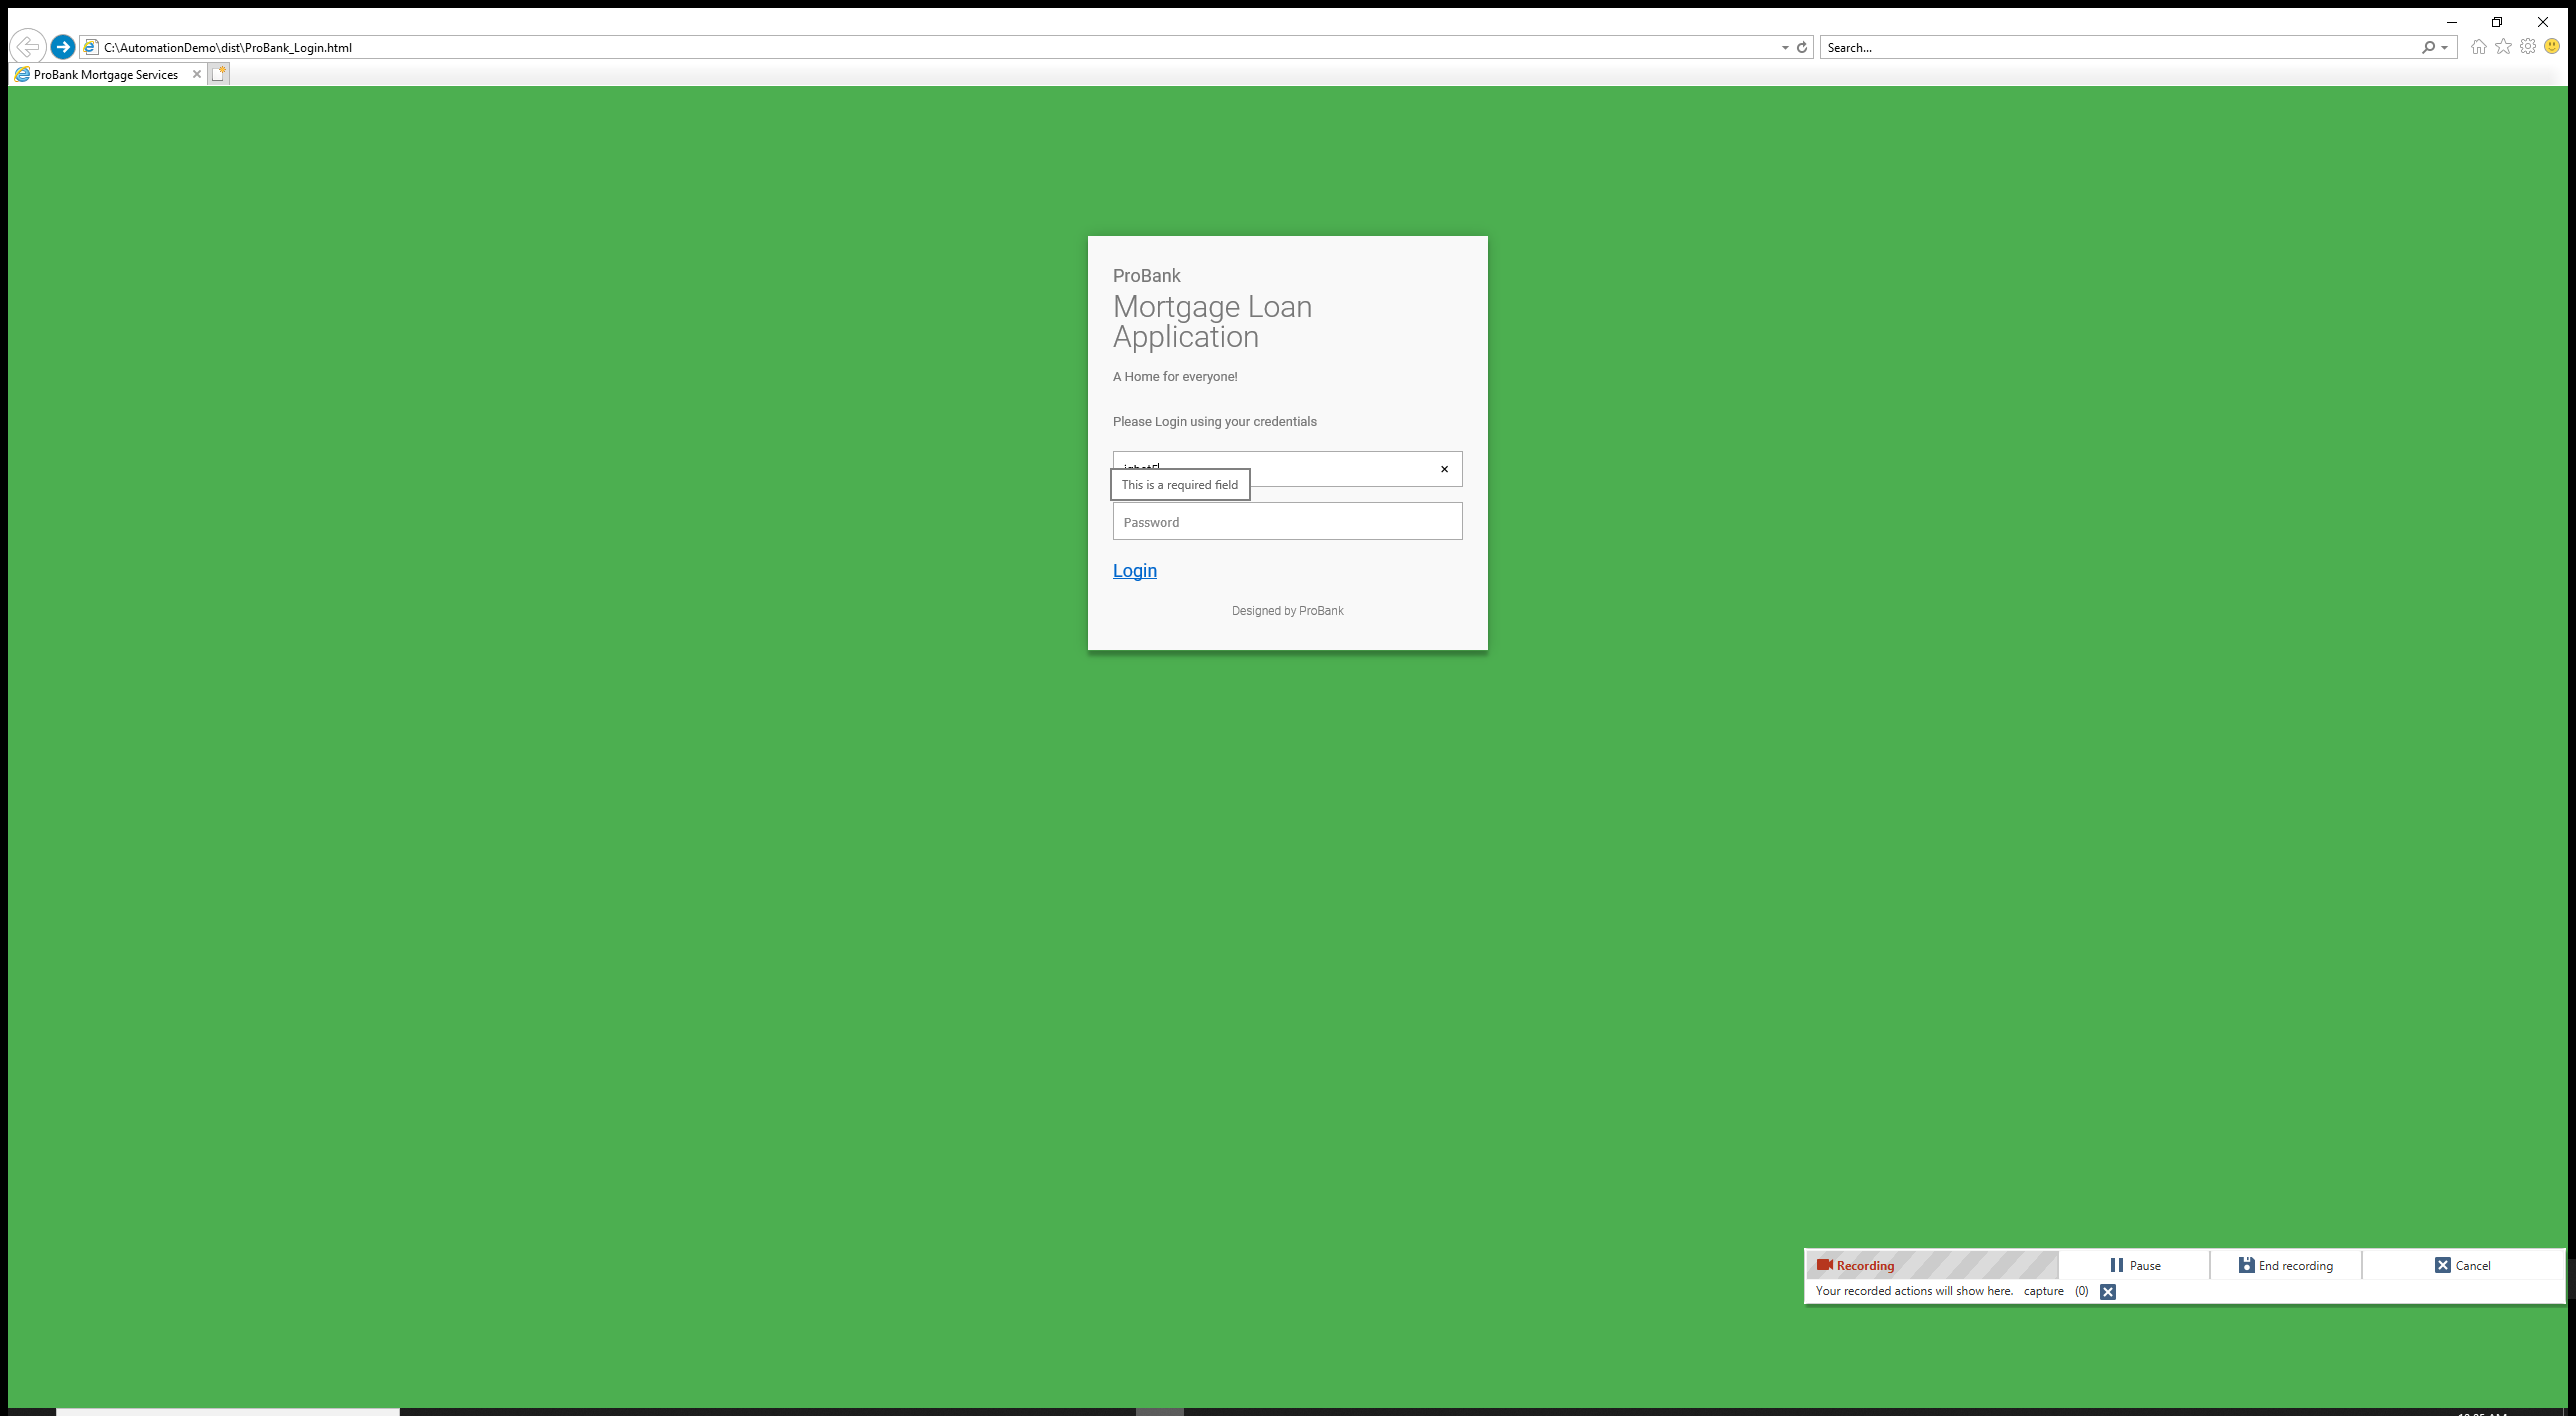 C:\AutomationDemo\dist\ProBank_Login.html
Search...
ProBank Mortgage Services
ProBank
Mortgage Loan
Application
A Home for everyone!
Please Login using your credentials
This is a required field
Password
Login
Designed by ProBank
Recording
Pause
End recording
Cancel
Your recorded actions will show here. capture (0)